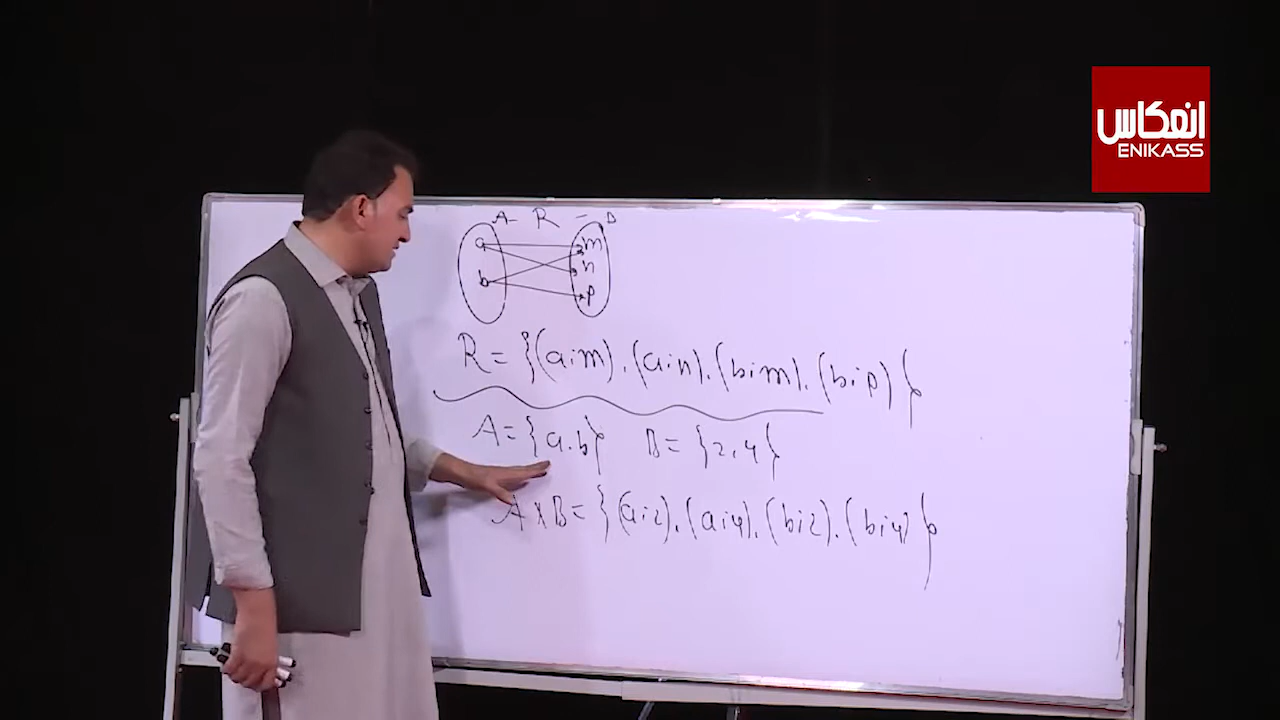 انعکاس
ENIKASS
A- R - B
a m
n
b p
R = {(a;m).(a;n).(b;m).(b;p)}
A = {a.b} B = {2,4}
A x B = {(a;2).(a;4).(b;2).(b;4)}